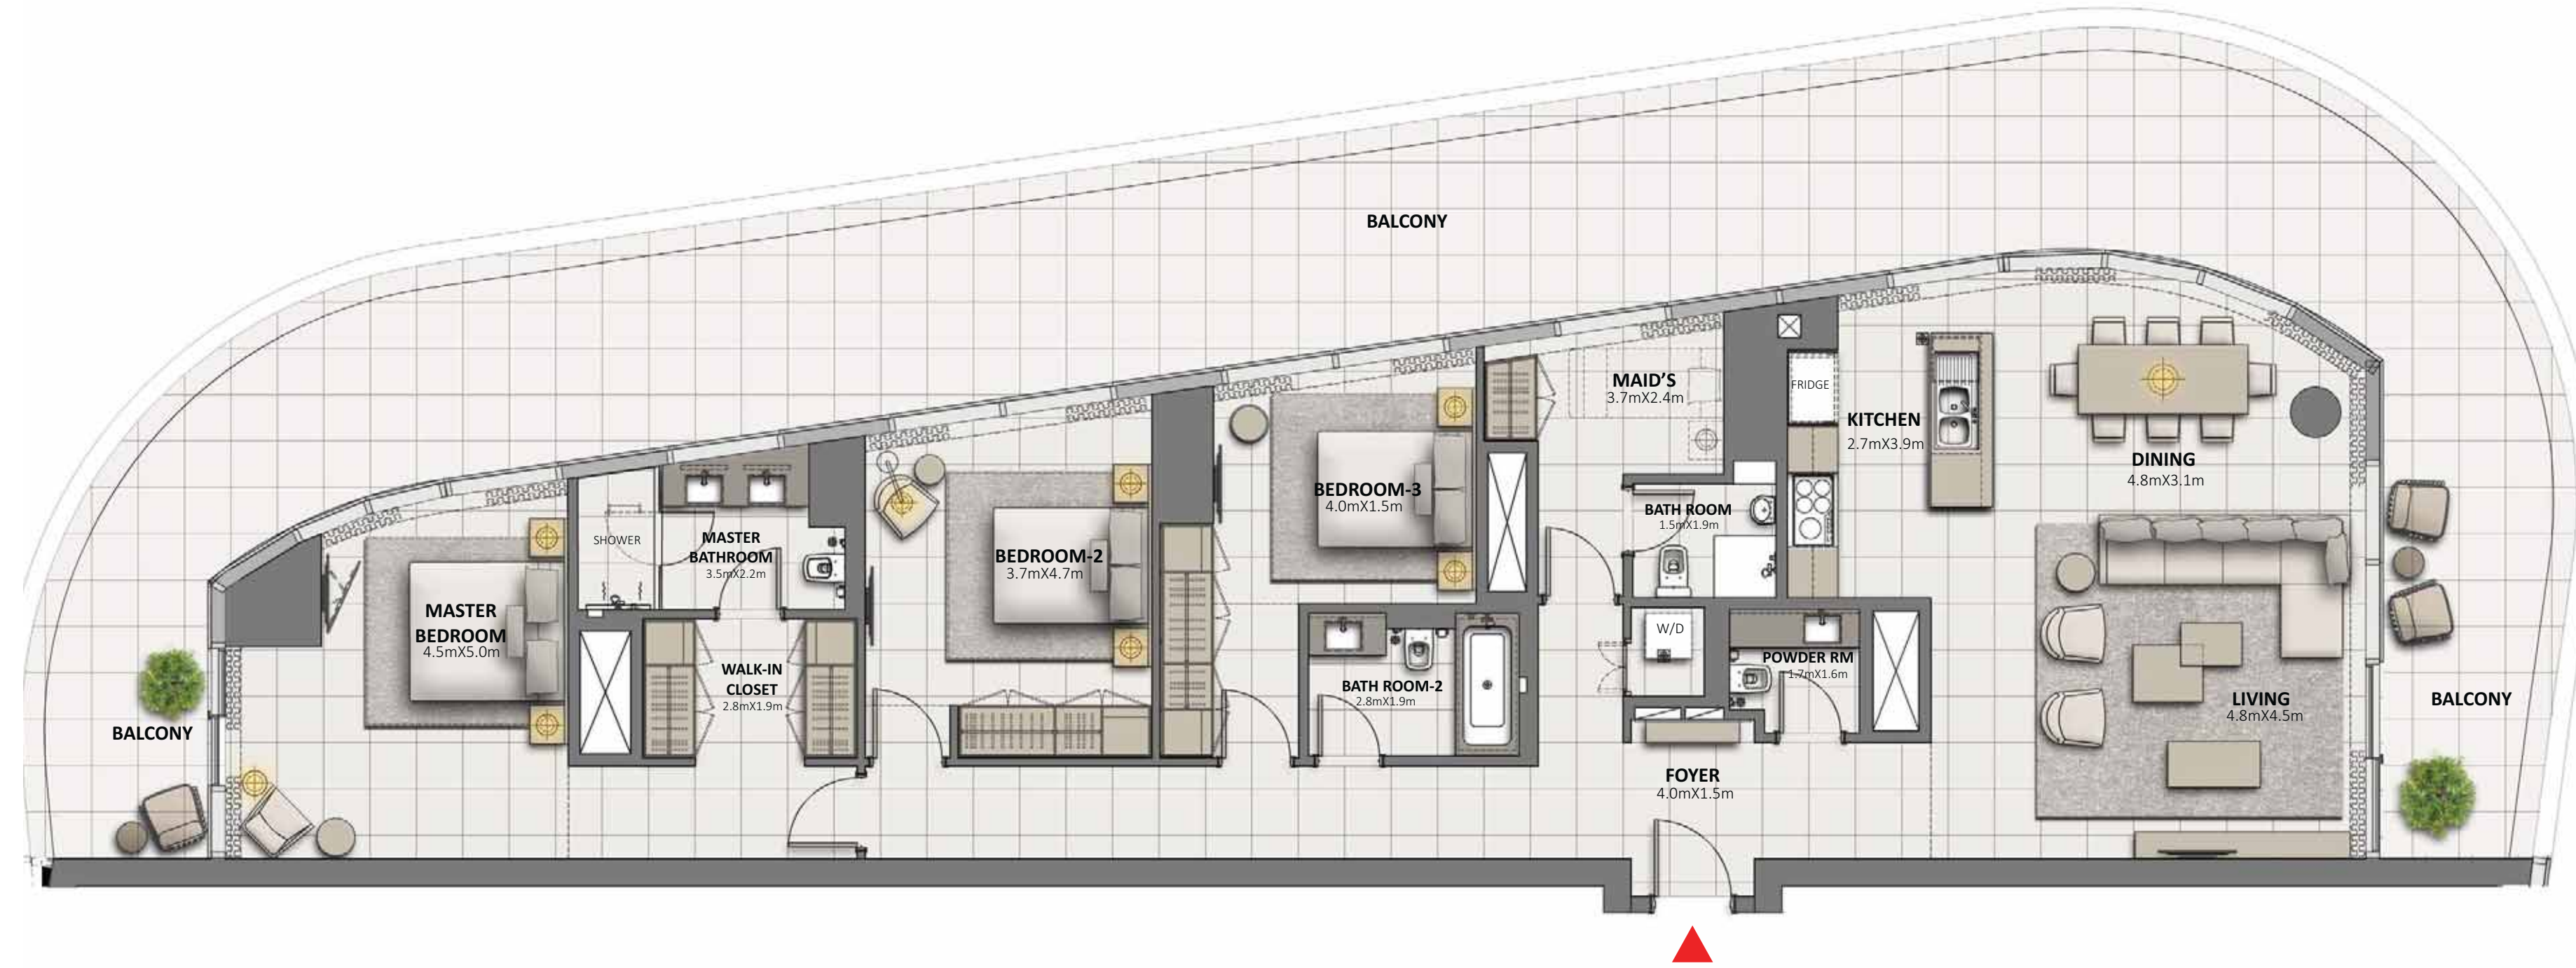 BALCONY
MAID'S
3.7mX2.4m
FRIDGE
KITCHEN
2.7mX3.9m
DINING
4.8mX3.1m
BEDROOM-3
4.0mX1.5m
BATH ROOM
1.5mX1.9m
SHOWER
MASTER
BATHROOM
3.5mX2.2m
BEDROOM-2
3.7mX4.7m
MASTER
BEDROOM
4.5mX5.0m
W/D
POWDER RM
1.7mX1.6m
WALK-IN
CLOSET
2.8mX1.9m
BATH ROOM-2
2.8mX1.9m
LIVING
4.8mX4.5m
BALCONY
BALCONY
FOYER
4.0mX1.5m